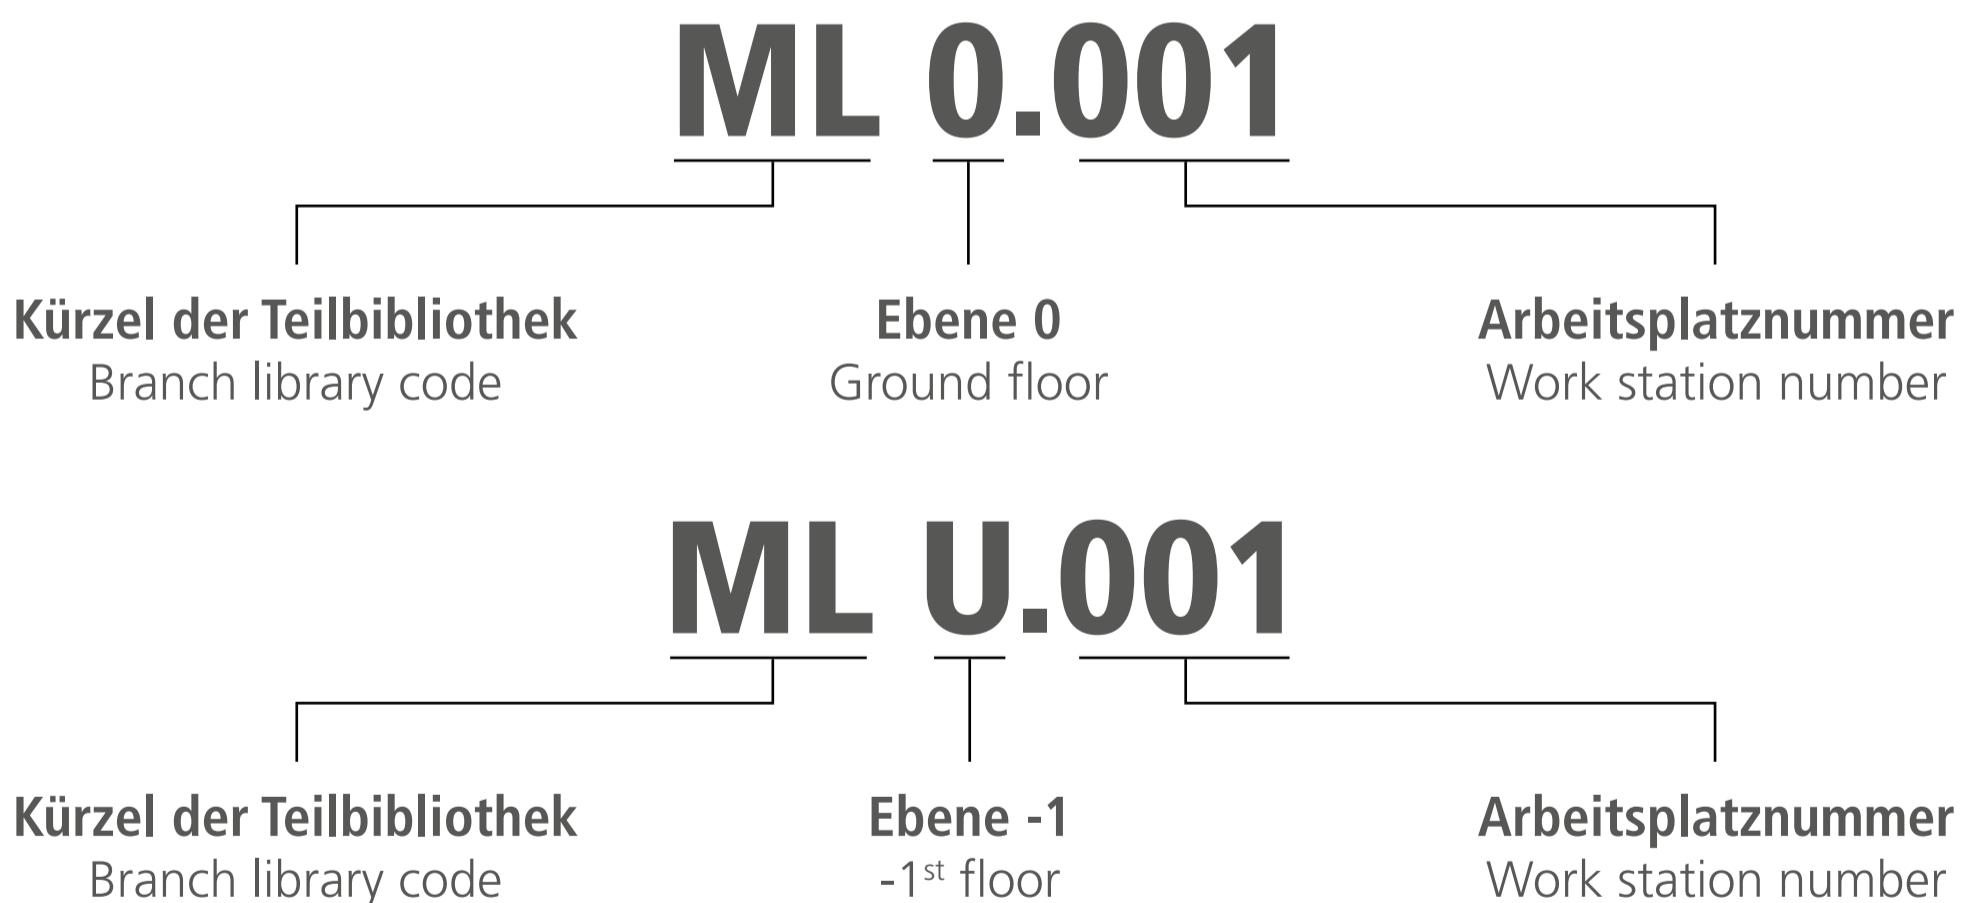 ML 0.001
Kürzel der Teilbibliothek
Branch library code
Ebene 0
Ground floor
Arbeitsplatznummer
Work station number
ML U.001
Kürzel der Teilbibliothek
Branch library code
Ebene -1
-1st floor
Arbeitsplatznummer
Work station number